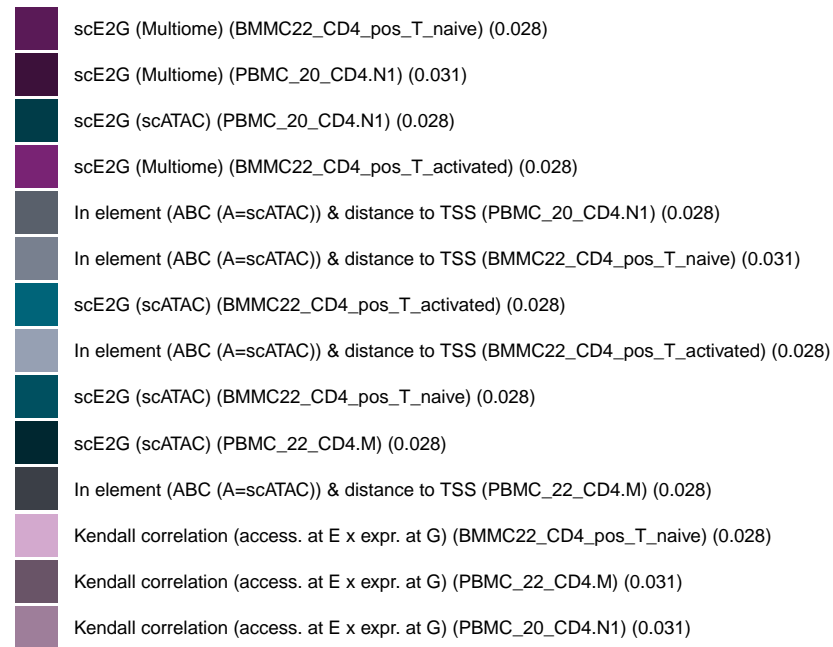 scE2G (Multiome) (BMMC22_CD4_pos_T_naive) (0.028)
scE2G (Multiome) (PBMC_20_CD4.N1) (0.031)
scE2G (scATAC) (PBMC_20_CD4.N1) (0.028)
scE2G (Multiome) (BMMC22_CD4_pos_T_activated) (0.028)
In element (ABC (A=scATAC)) & distance to TSS (PBMC_20_CD4.N1) (0.028)
In element (ABC (A=scATAC)) & distance to TSS (BMMC22_CD4_pos_T_naive) (0.031)
scE2G (scATAC) (BMMC22_CD4_pos_T_activated) (0.028)
In element (ABC (A=scATAC)) & distance to TSS (BMMC22_CD4_pos_T_activated) (0.028)
scE2G (scATAC) (BMMC22_CD4_pos_T_naive) (0.028)
scE2G (scATAC) (PBMC_22_CD4.M) (0.028)
In element (ABC (A=scATAC)) & distance to TSS (PBMC_22_CD4.M) (0.028)
Kendall correlation (access. at E x expr. at G) (BMMC22_CD4_pos_T_naive) (0.028)
Kendall correlation (access. at E x expr. at G) (PBMC_22_CD4.M) (0.031)
Kendall correlation (access. at E x expr. at G) (PBMC_20_CD4.N1) (0.031)